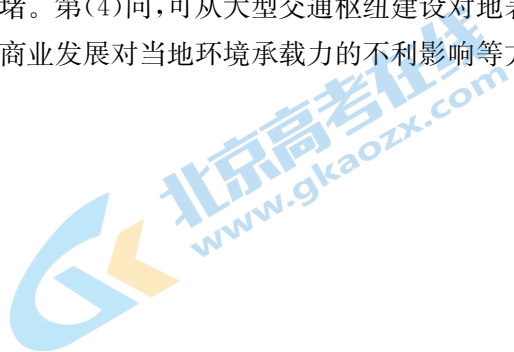 堵。第(4)问,可从大型交通枢纽建设对地表
商业发展对当地环境承载力的不利影响等方
北京高考在线
www.gkaozx.com